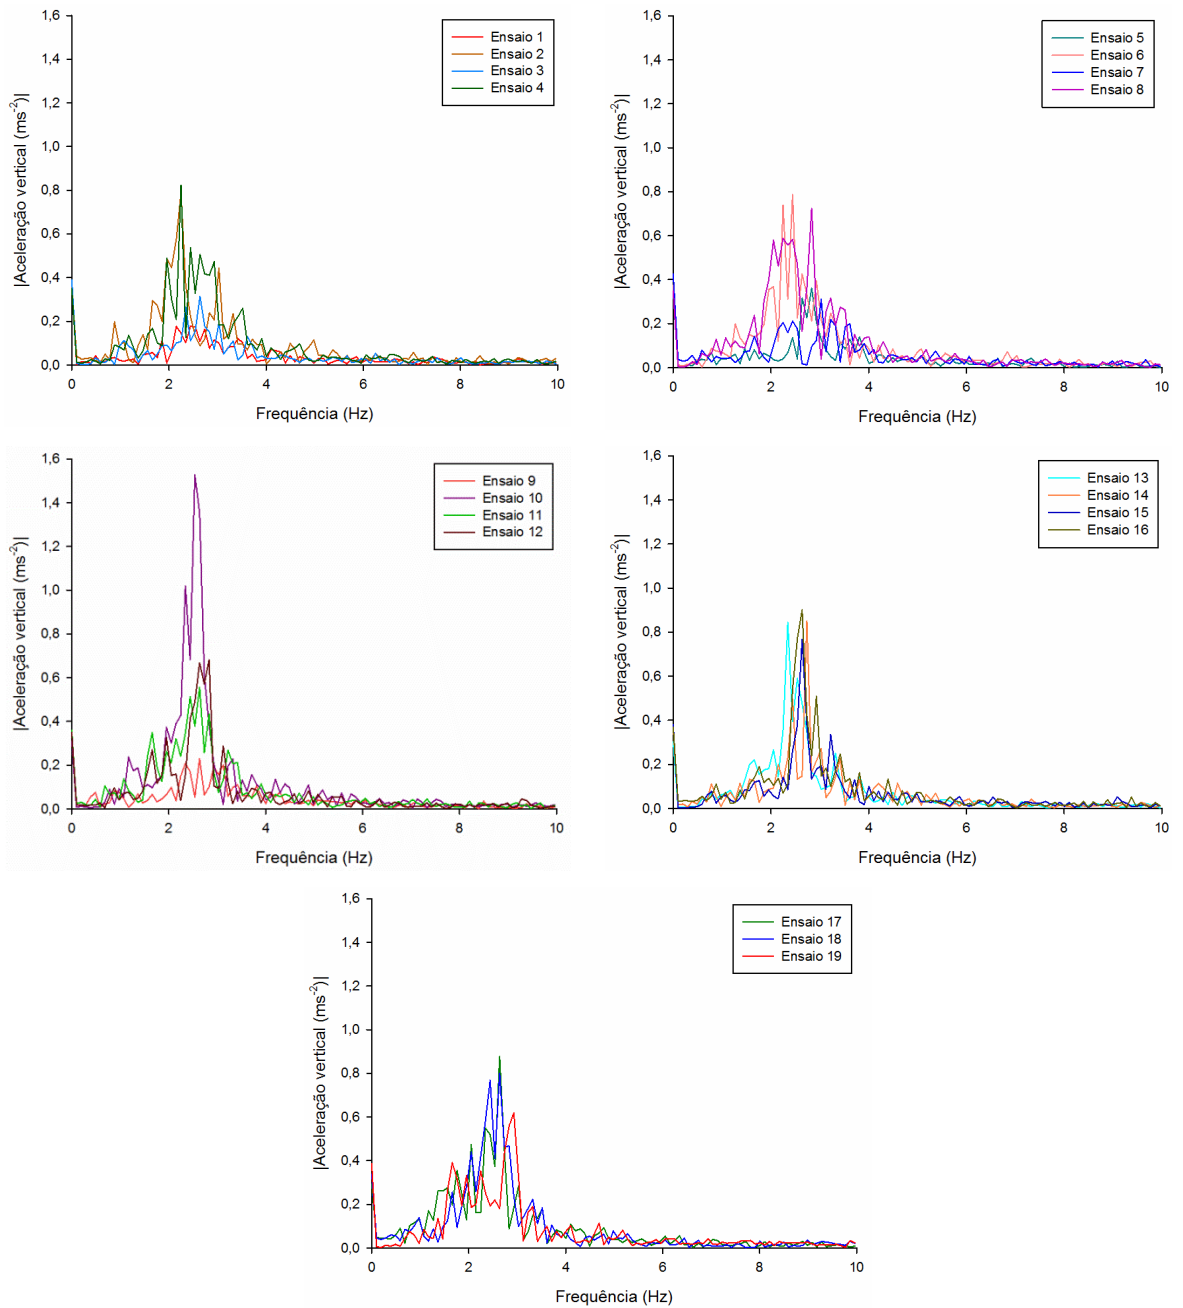 1,6
1,4
1,2
1,0
0,8
0,6
0,4
0,2
0,0
|Aceleração vertical (ms-2)|
Ensaio 1
Ensaio 2
Ensaio 3
Ensaio 4
0 2 4 6 8 10
Frequência (Hz)
1,6
1,4
1,2
1,0
0,8
0,6
0,4
0,2
0,0
|Aceleração vertical (ms-2)|
Ensaio 5
Ensaio 6
Ensaio 7
Ensaio 8
0 2 4 6 8 10
Frequência (Hz)
1,6
1,4
1,2
1,0
0,8
0,6
0,4
0,2
0,0
|Aceleração vertical (ms-2)|
Ensaio 9
Ensaio 10
Ensaio 11
Ensaio 12
0 2 4 6 8 10
Frequência (Hz)
1,6
1,4
1,2
1,0
0,8
0,6
0,4
0,2
0,0
|Aceleração vertical (ms-2)|
Ensaio 13
Ensaio 14
Ensaio 15
Ensaio 16
0 2 4 6 8 10
Frequência (Hz)
1,6
1,4
1,2
1,0
0,8
0,6
0,4
0,2
0,0
|Aceleração vertical (ms-2)|
Ensaio 17
Ensaio 18
Ensaio 19
0 2 4 6 8 10
Frequência (Hz)